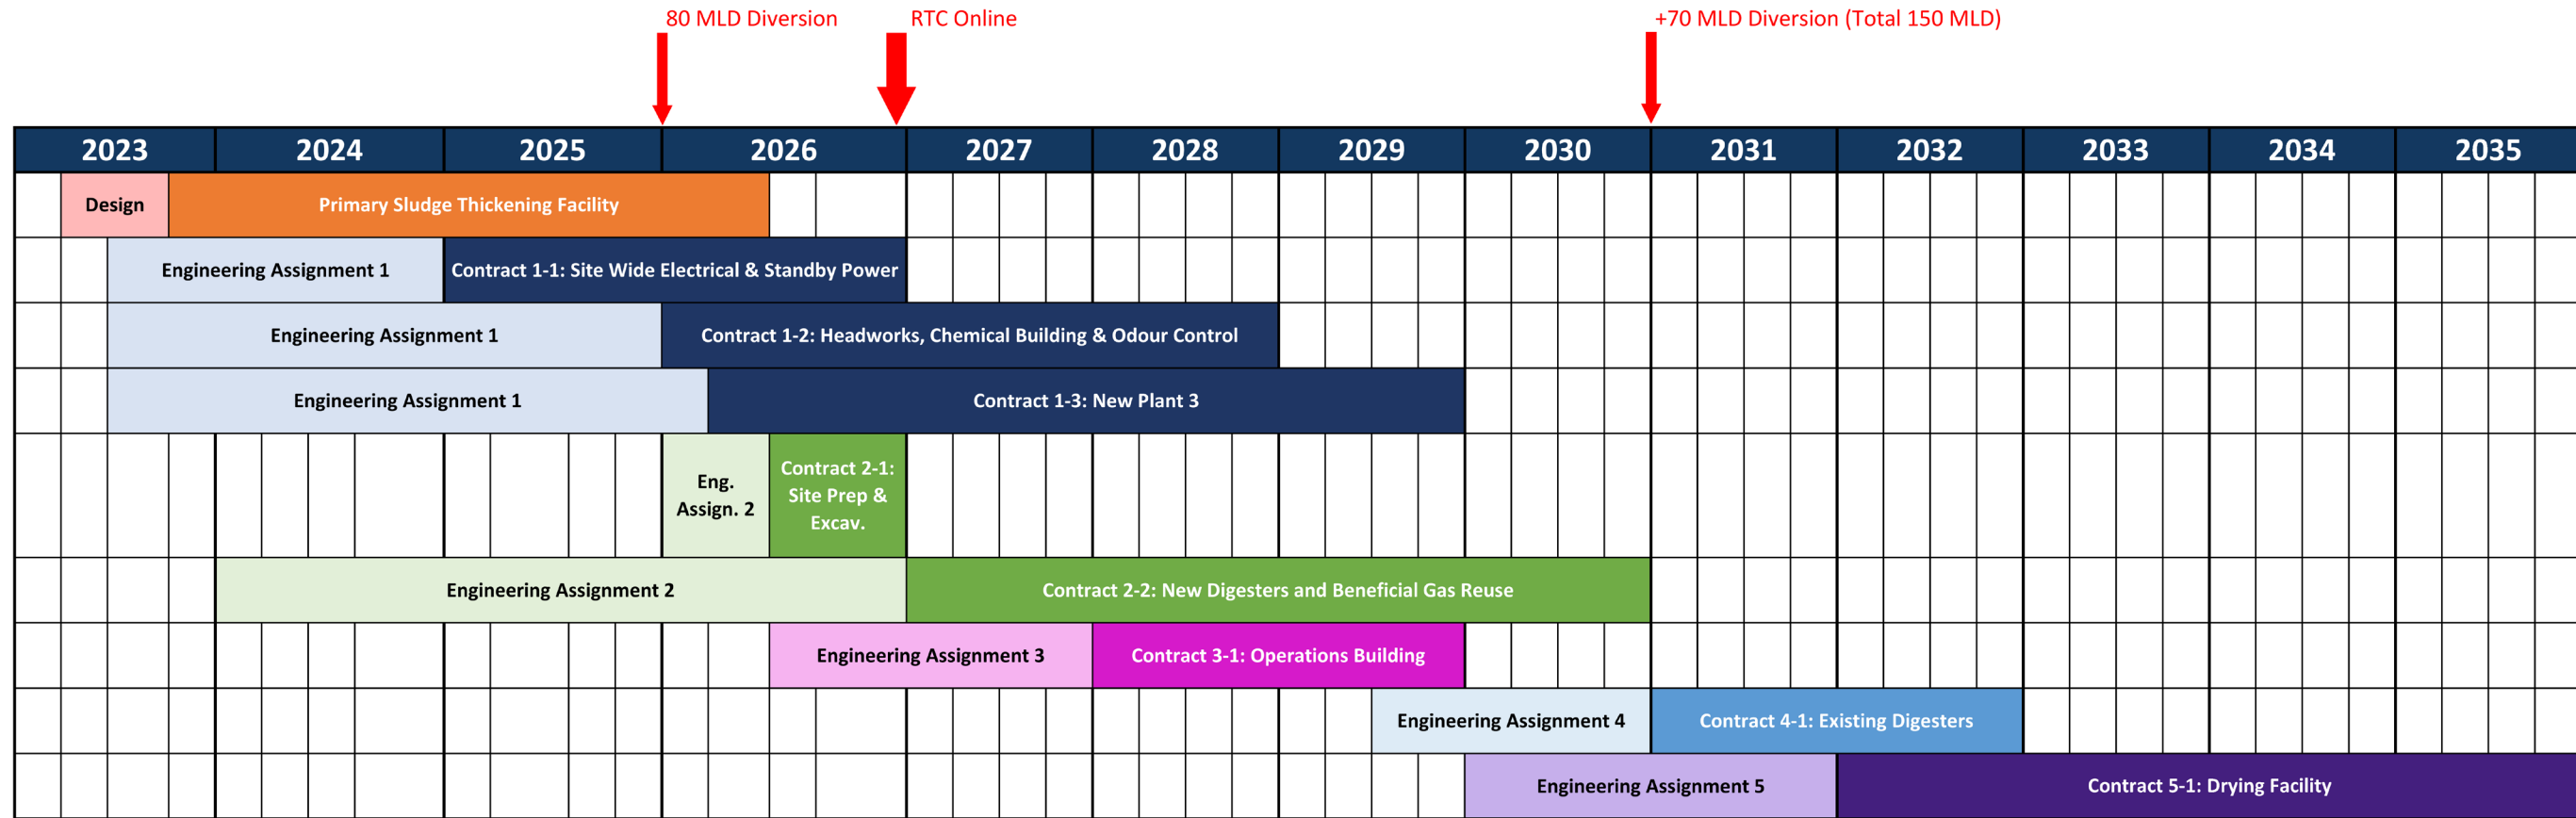 80 MLD Diversion
RTC Online
+70 MLD Diversion (Total 150 MLD)
2023 2024 2025 2026 2027 2028 2029 2030 2031 2032 2033 2034 2035
Design
Primary Sludge Thickening Facility
Engineering Assignment 1
Contract 1-1: Site Wide Electrical & Standby Power
Engineering Assignment 1
Contract 1-2: Headworks, Chemical Building & Odour Control
Engineering Assignment 1
Contract 1-3: New Plant 3
Eng.
Assign. 2
Contract 2-1:
Site Prep &
Excav.
Engineering Assignment 2
Contract 2-2: New Digesters and Beneficial Gas Reuse
Engineering Assignment 3
Contract 3-1: Operations Building
Engineering Assignment 4
Contract 4-1: Existing Digesters
Engineering Assignment 5
Contract 5-1: Drying Facility